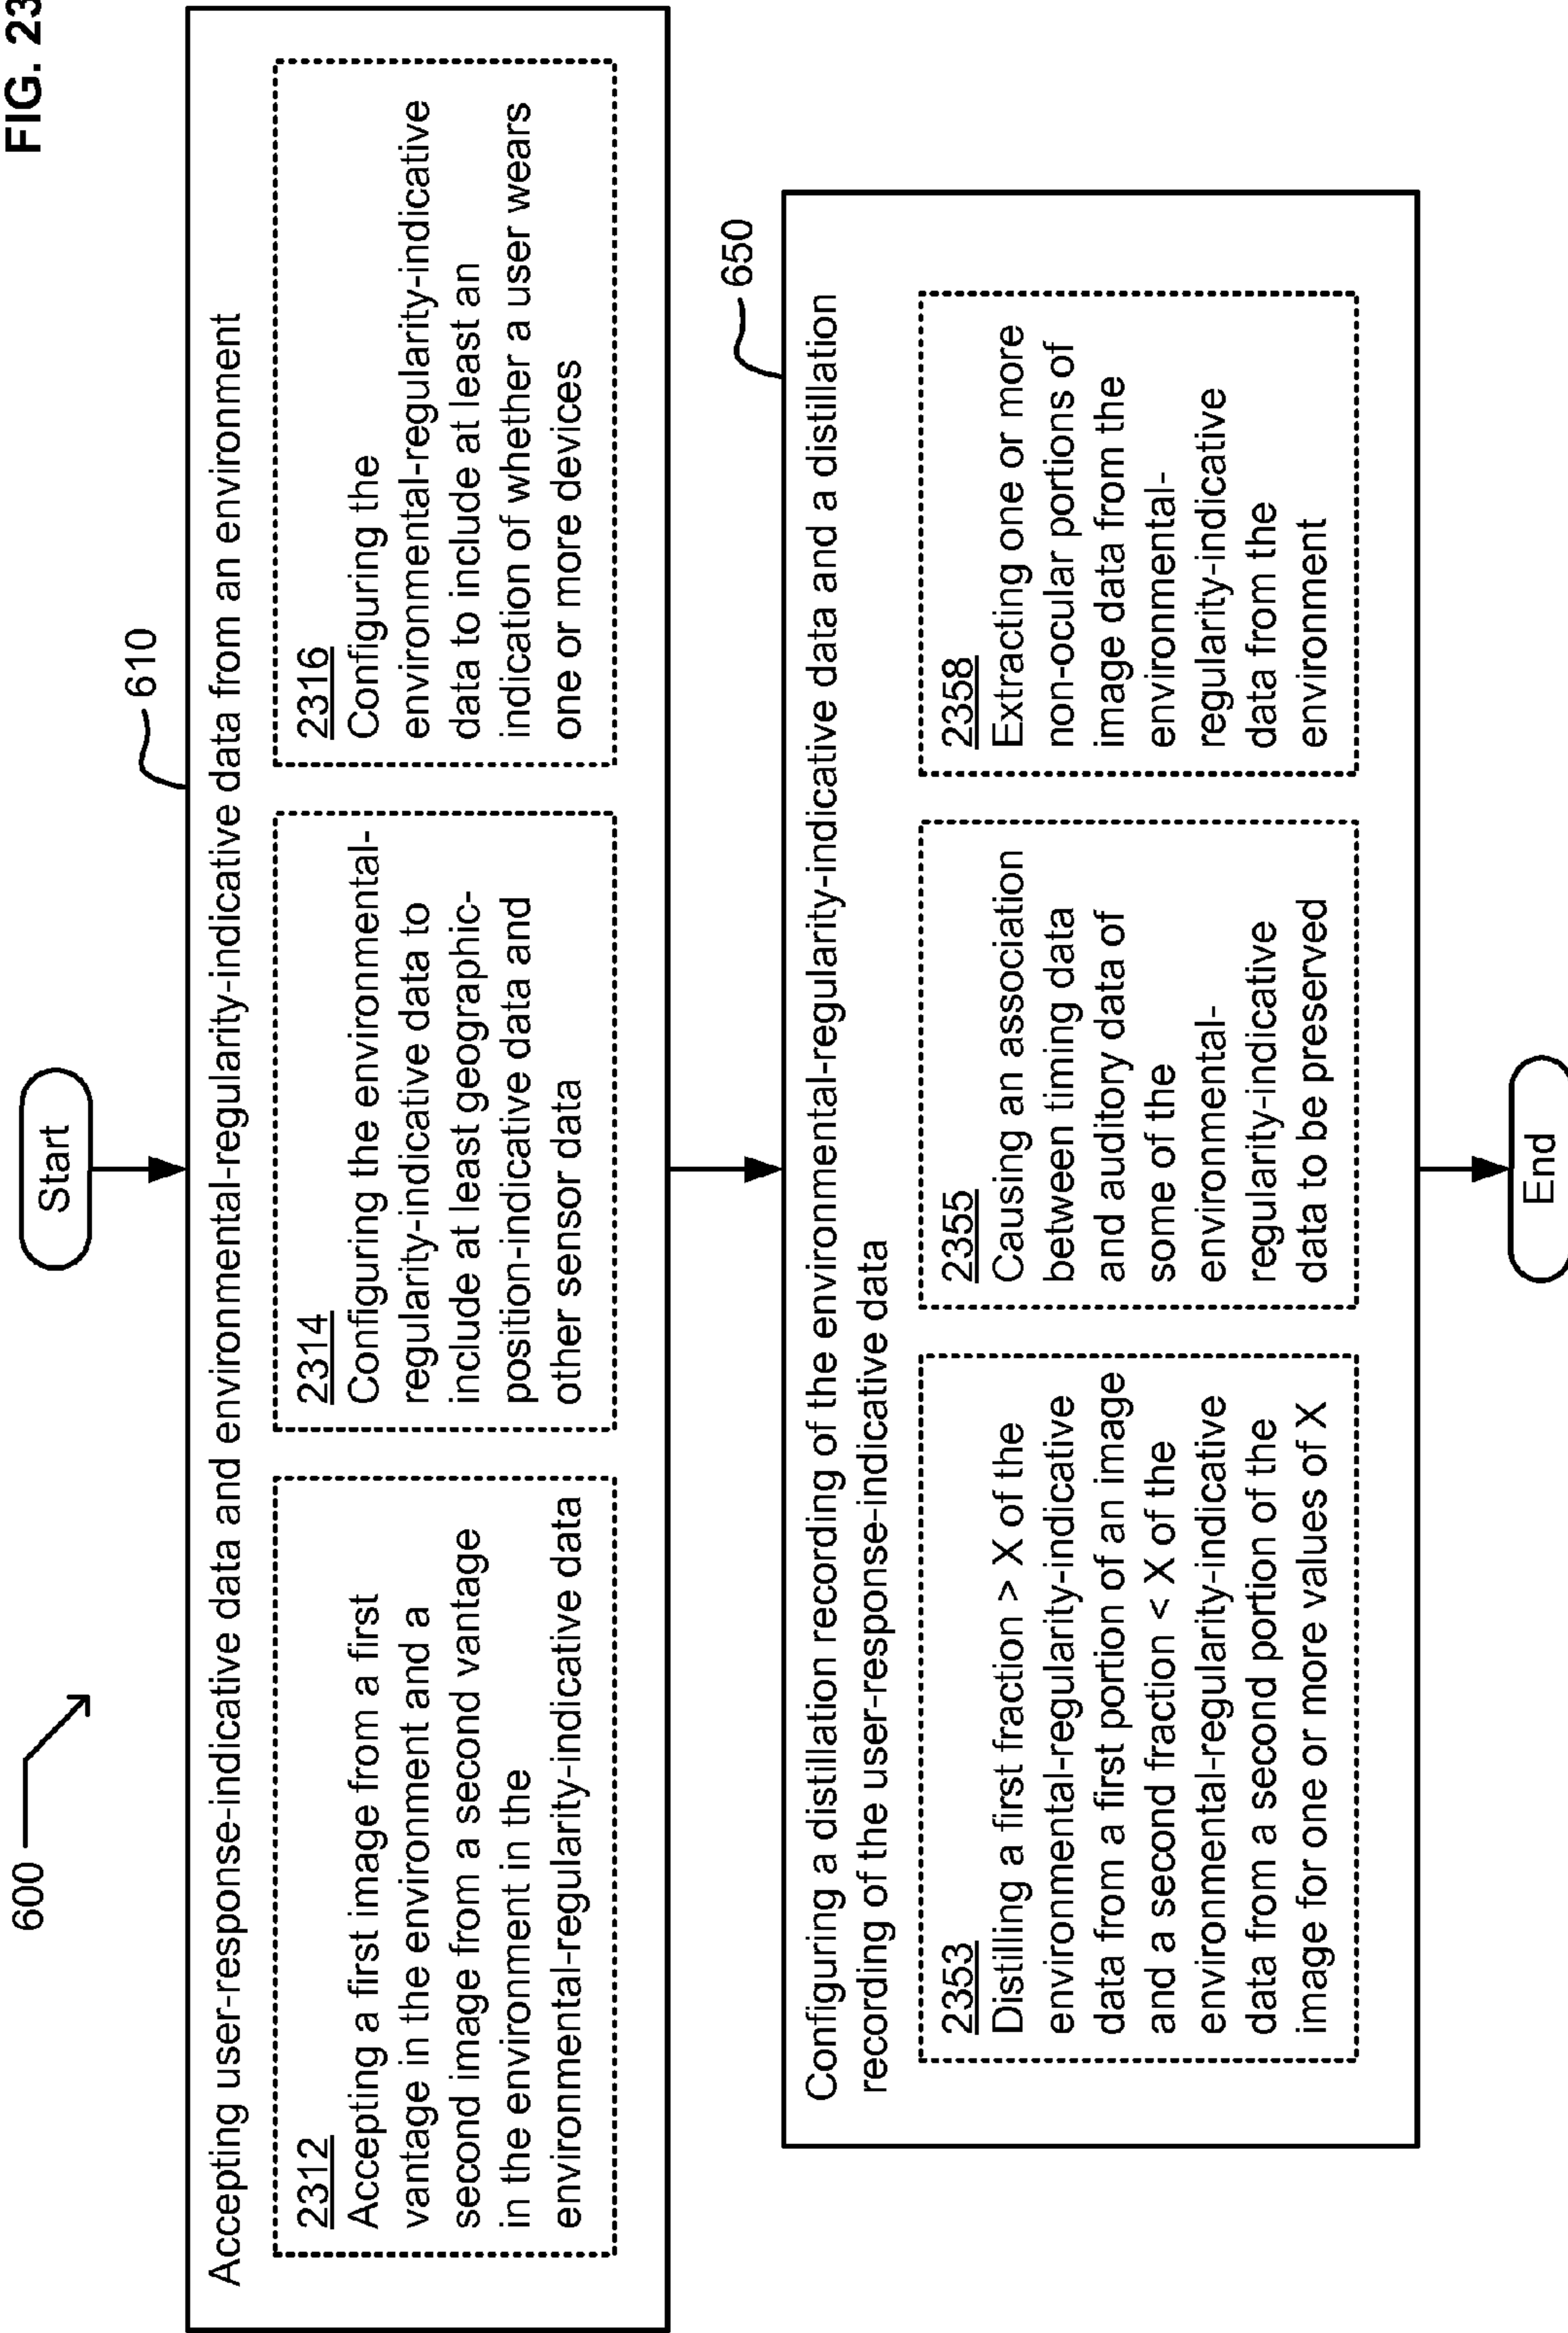 FIG. 23
600
Start
610
Accepting user-response-indicative data and environmental-regularity-indicative data from an environment
2312
Accepting a first image from a first
vantage in the environment and a
second image from a second vantage
in the environment in the
environmental-regularity-indicative data
2314
Configuring the environmental-
regularity-indicative data to
include at least geographic-
position-indicative data and
other sensor data
2316
Configuring the
environmental-regularity-indicative
data to include at least an
indication of whether a user wears
one or more devices
650
Configuring a distillation recording of the environmental-regularity-indicative data and a distillation
recording of the user-response-indicative data
2353
Distilling a first fraction > X of the
environmental-regularity-indicative
data from a first portion of an image
and a second fraction < X of the
environmental-regularity-indicative
data from a second portion of the
image for one or more values of X
2355
Causing an association
between timing data
and auditory data of
some of the
environmental-
regularity-indicative
data to be preserved
2358
Extracting one or more
non-ocular portions of
image data from the
environmental-
regularity-indicative
data from the
environment
End